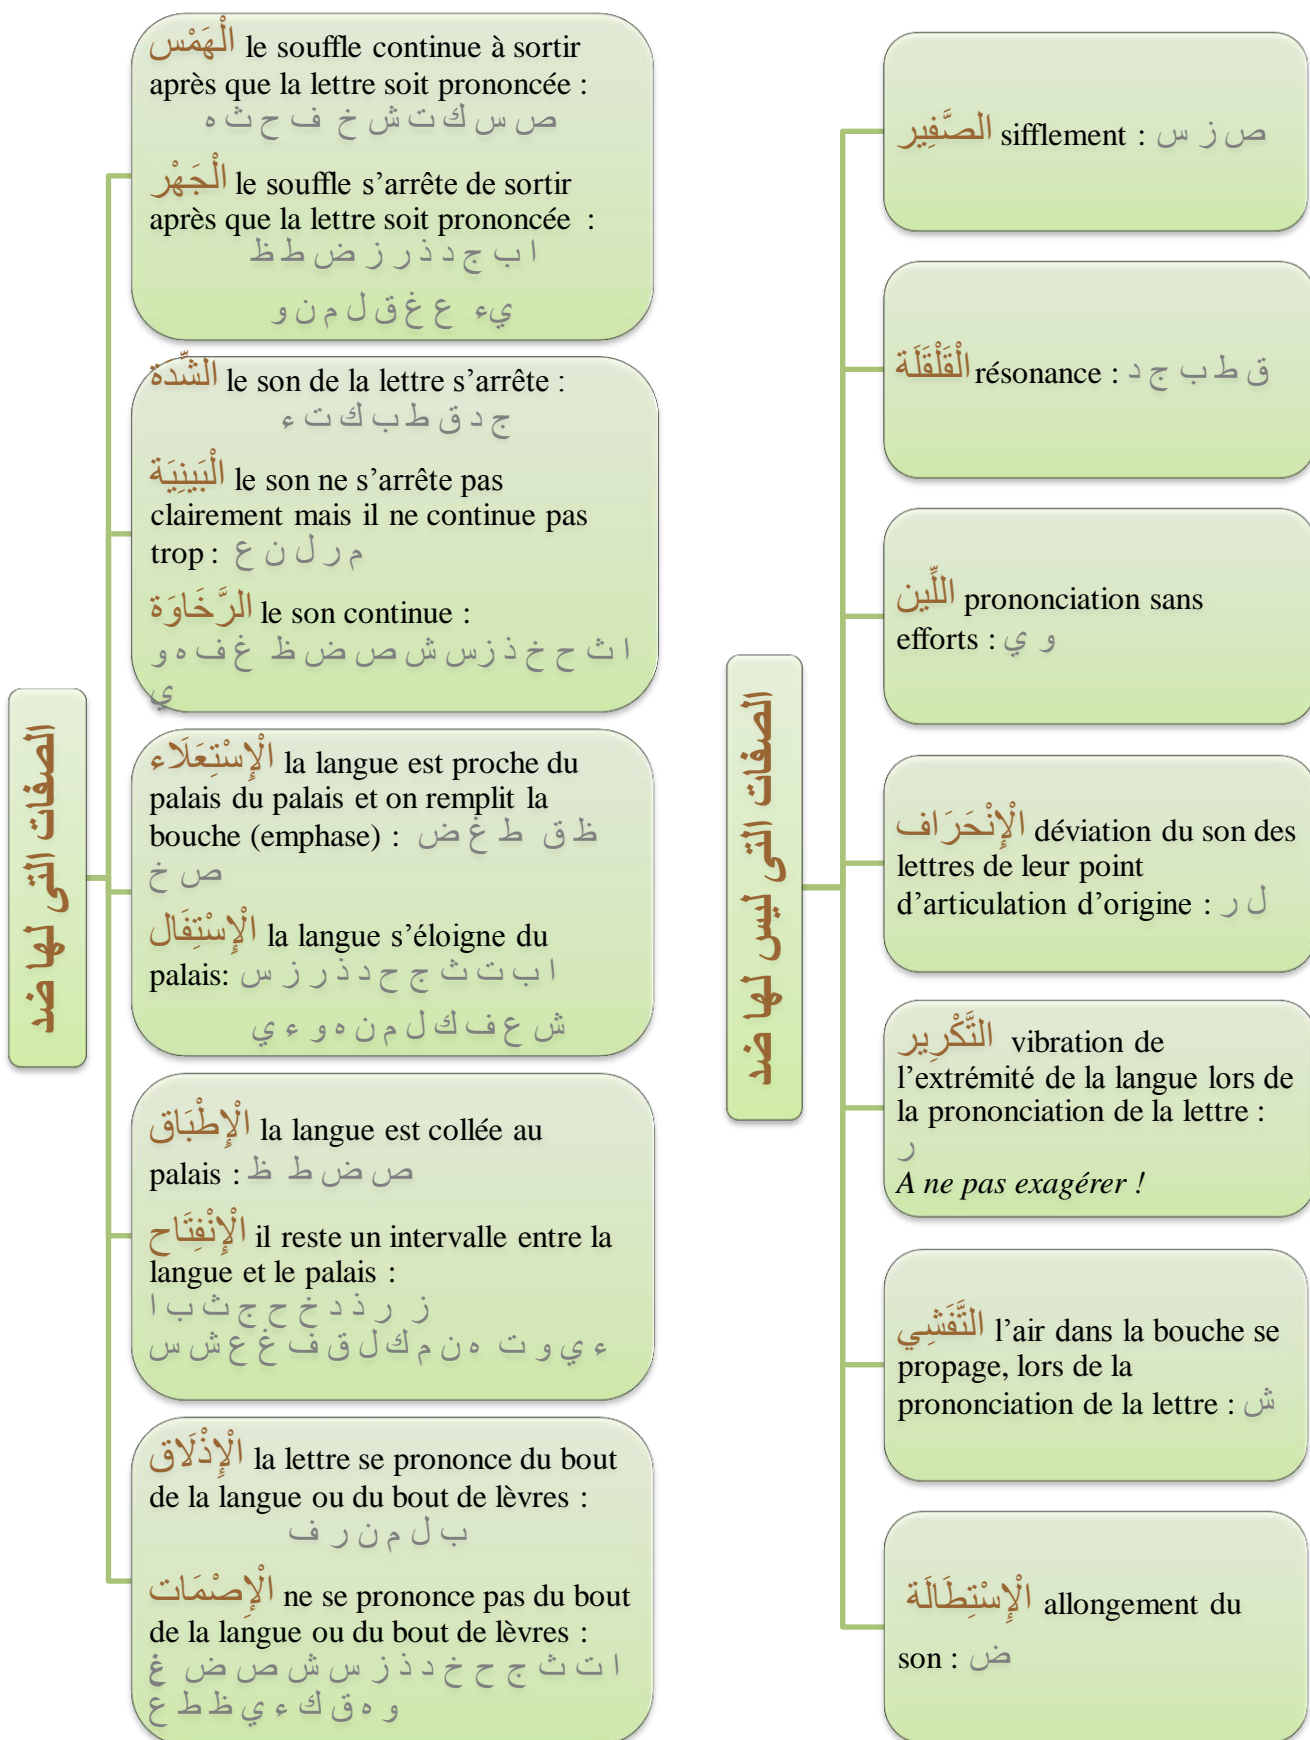 الصفات التى لها ضد
الْهَمْس le souffle continue à sortir
après que la lettre soit prononcée :
ص س ك ت ش خ ف ح ث ه
الْجَهْر le souffle s’arrête de sortir
après que la lettre soit prononcée :
ا ب ج د ذ ر ز ض ط ظ
ع غ ق ل م ن و يء
الشِّدة le son de la lettre s’arrête :
ج د ق ط ب ك ت ء
الْبَينِيَة le son ne s’arrête pas
clairement mais il ne continue pas
trop : م ر ل ن ع
الرَّخَاوَة le son continue :
ا ث ح خ ذ ز س ش ص ض ظ غ ف ه و
ي
الْإِسْتِعَلَاء la langue est proche du
palais du palais et on remplit la
bouche (emphase) : ظ ق ط غ ض
ص خ
الْإِسْتِفَال la langue s’éloigne du
palais: ا ب ت ث ج ح د ذ ر ز س
ش ع ف ك ل م ن ه و ء ي
الْإِطْبَاق la langue est collée au
palais : ص ض ط ظ
الْإِنْفِتَاح il reste un intervalle entre la
langue et le palais :
ا ب ث ج ح خ د ذ ر ز
س ش ع غ ف ق ل ك م ن ه ت و ي ء
الْإِذْلَاق la lettre se prononce du bout
de la langue ou du bout de lèvres :
ب ل م ن ر ف
الْإِصْمَات ne se prononce pas du bout
de la langue ou du bout de lèvres :
ا ت ث ج ح خ د ذ ز س ش ص ض غ
ع ط ظ ي ء ك ق ه و
الصفات التى ليس لها ضد
الصَّفِير sifflement : ص ز س
الْقَلْقَلَة résonance : ق ط ب ج د
اللِّين prononciation sans
efforts : و ي
الْإِنْحَرَاف déviation du son des
lettres de leur point
d’articulation d’origine : ل ر
التَّكْرِير vibration de
l’extrémité de la langue lors de
la prononciation de la lettre :
ر
A ne pas exagérer !
التَّفَشِي l’air dans la bouche se
propage, lors de la
prononciation de la lettre : ش
الْإِسْتِطَالَة allongement du
son : ض